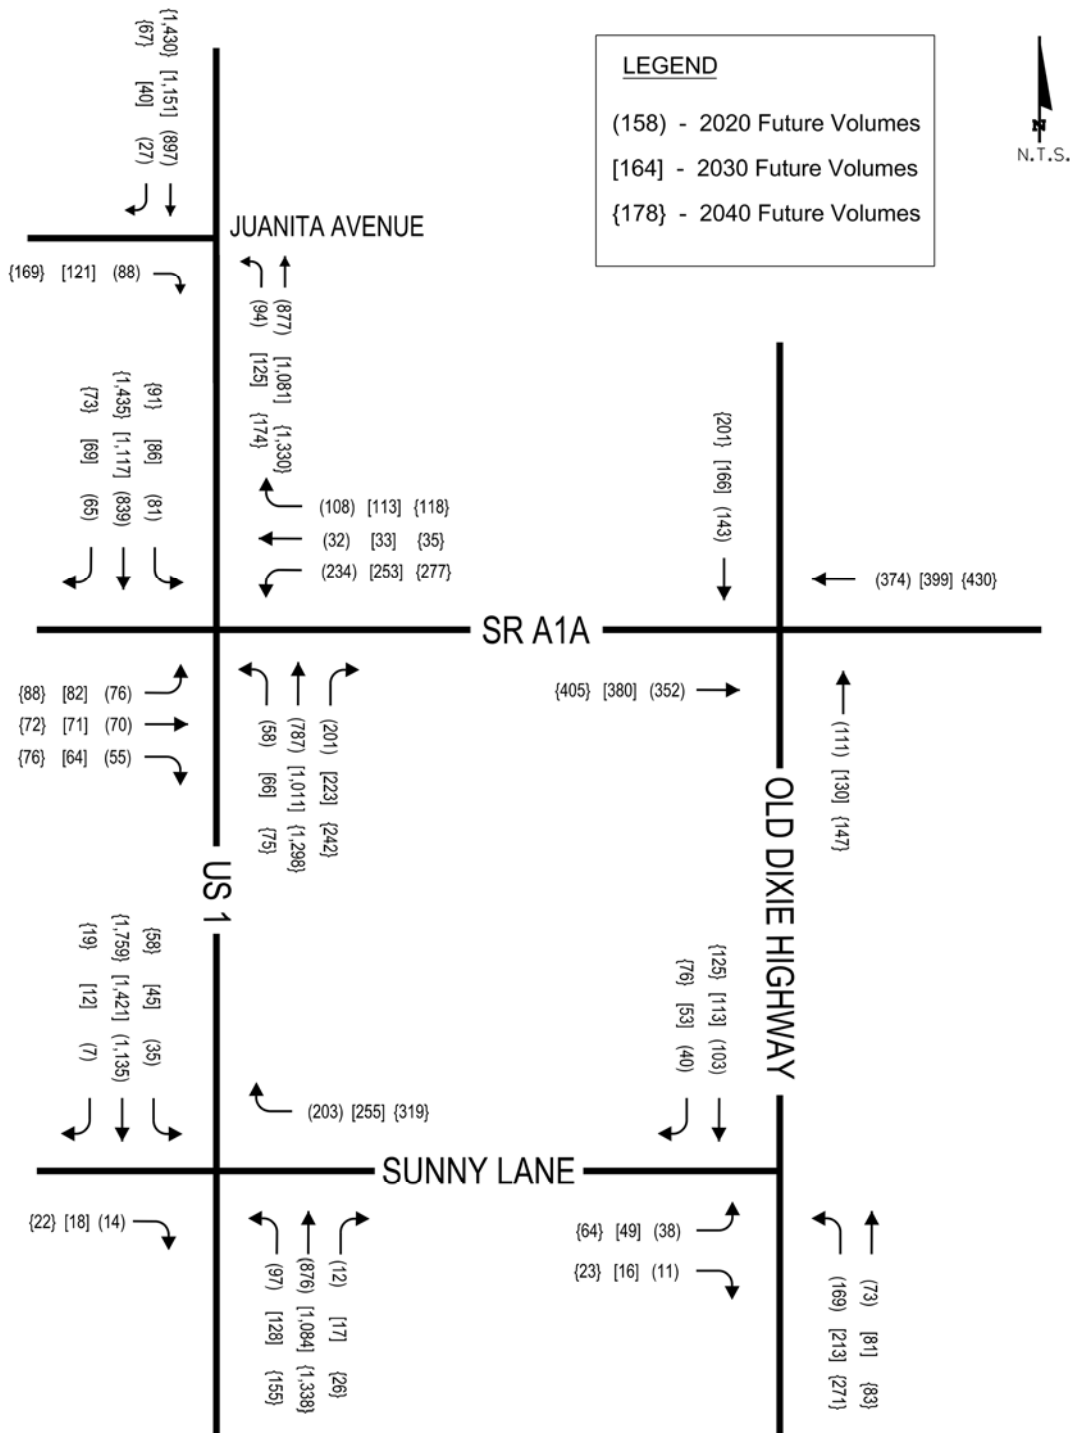 {1,430} [1,151] (897)
{67} [40] (27)
LEGEND
(158) - 2020 Future Volumes
[164] - 2030 Future Volumes
{178} - 2040 Future Volumes
N
N.T.S.
JUANITA AVENUE
{169} [121] (88)
(94) [125] {174}
(877) [1,081] {1,330}
{73} [69] (65)
{1,435} [1,117] (839)
{91} [86] (81)
(108) [113] {118}
(32) [33] {35}
(234) [253] {277}
{201} [166] (143)
(374) [399] {430}
SR A1A
{88} [82] (76)
{72} [71] (70)
{76} [64] (55)
(58) [66] {75}
(787) [1,011] {1,298}
(201) [223] {242}
{405} [380] (352)
(111) [130] {147}
US 1
OLD DIXIE HIGHWAY
{19} [12] (7)
{1,759} [1,421] (1,135)
{58} [45] (35)
(203) [255] {319}
{76} [53] (40)
{125} [113] (103)
SUNNY LANE
{22} [18] (14)
(97) [128] {155}
(876) [1,084] {1,338}
(12) [17] {26}
{64} [49] (38)
{23} [16] (11)
(169) [213] {271}
(73) [81] {83}